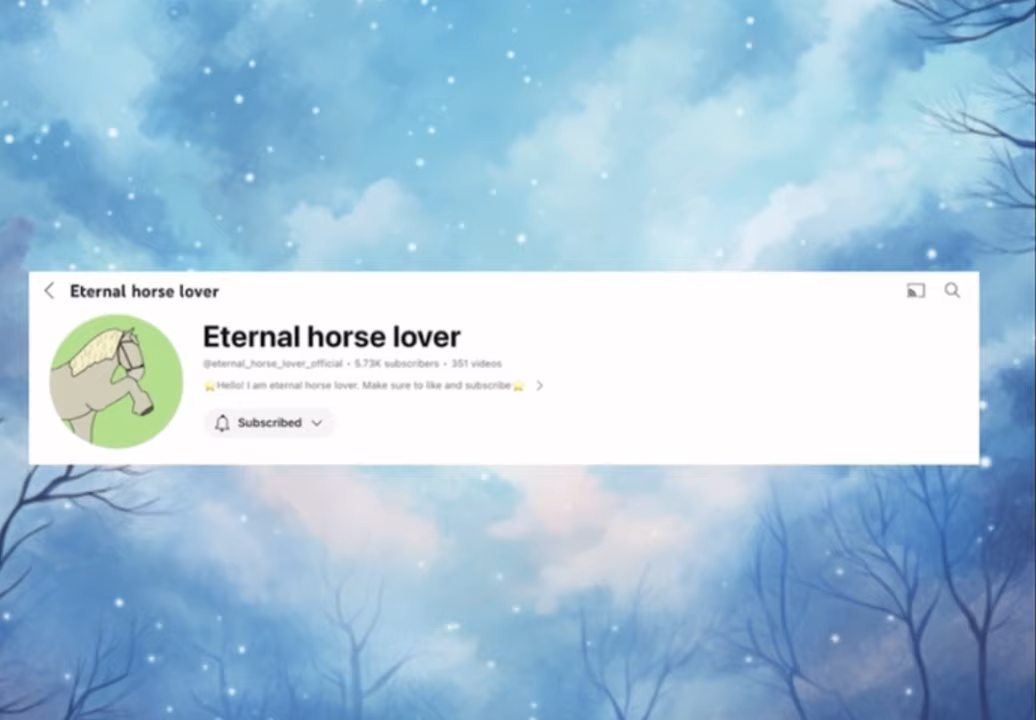 Eternal horse lover
Eternal horse lover
@eternal_horse_lover_official • 5.73K subscribers • 351 videos
⭐Hello! I am eternal horse lover. Make sure to like and subscribe⭐
Subscribed